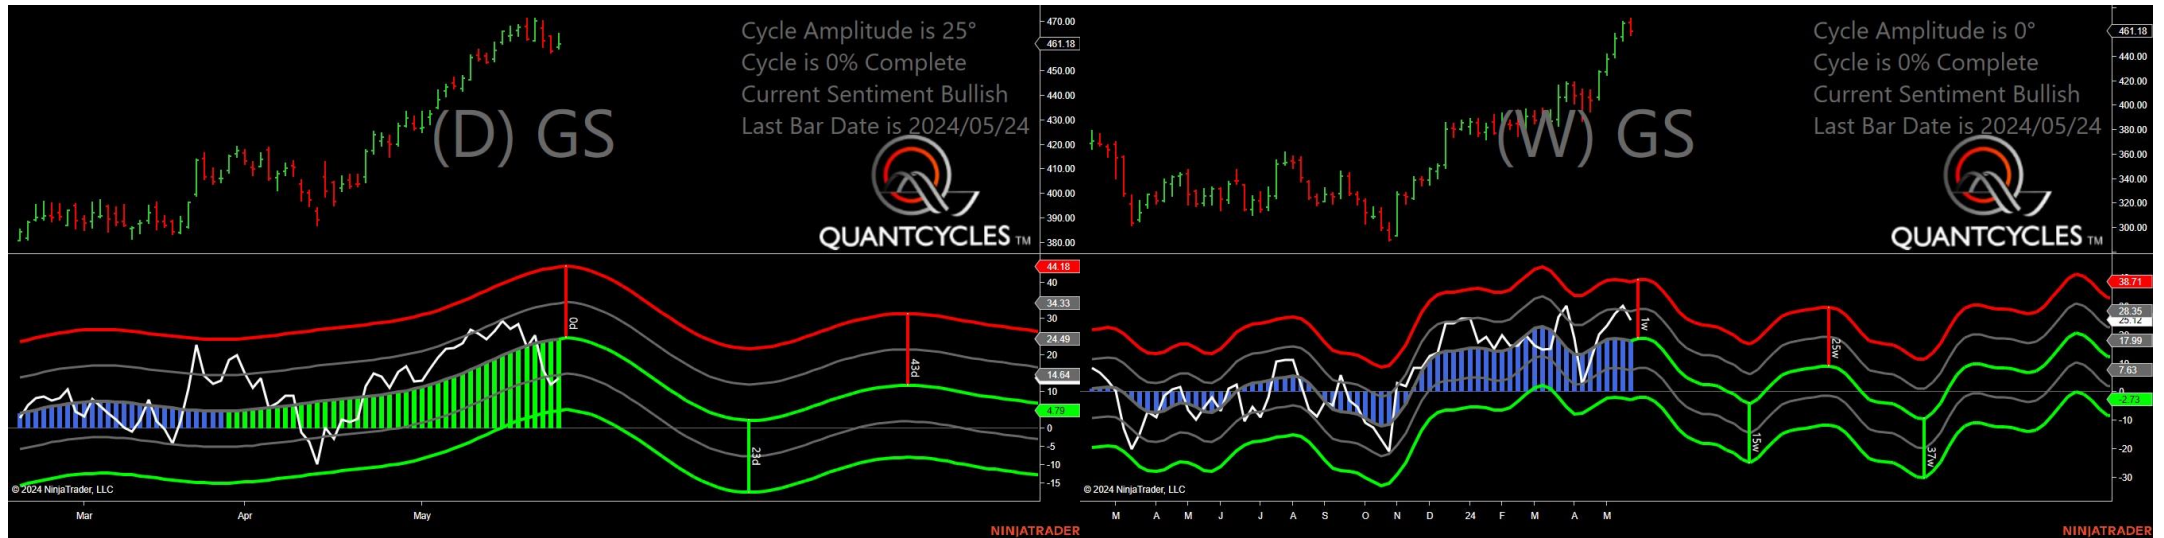 Cycle Amplitude is 25°
Cycle is 0% Complete
Current Sentiment Bullish
Last Bar Date is 2024/05/24
(D) GS
QUANTCYCLES TM
470.00
461.18
450.00
440.00
430.00
420.00
410.00
400.00
390.00
380.00
44.18
40
34.33
30
24.49
20
14.64
10
4.79
0
-5
-10
-15
0d
23d
43d
© 2024 NinjaTrader, LLC
Mar Apr May
NINJATRADER
Cycle Amplitude is 0°
Cycle is 0% Complete
Current Sentiment Bullish
Last Bar Date is 2024/05/24
(W) GS
QUANTCYCLES TM
461.18
440.00
420.00
400.00
380.00
360.00
340.00
320.00
300.00
38.71
28.35
25.12
17.99
7.63
0
-2.73
-10
-20
-30
1w
15w
25w
37w
© 2024 NinjaTrader, LLC
M A M J J A S O N D 24 F M A M
NINJATRADER